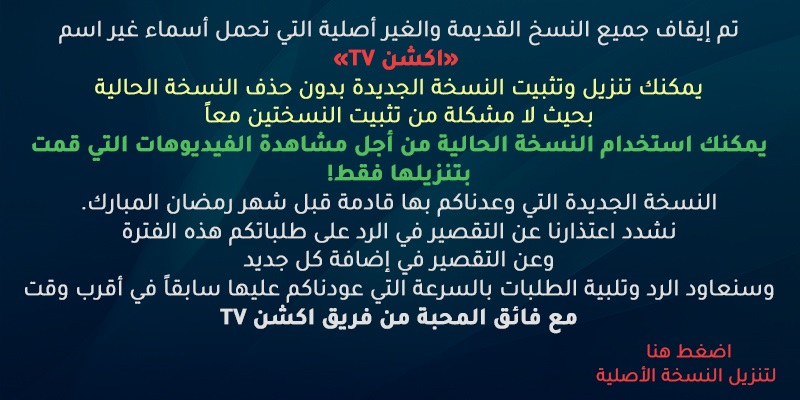 تم إيقاف جميع النسخ القديمة والغير أصلية التي تحمل أسماء غير اسم
«اكشن TV»
يمكنك تنزيل وتثبيت النسخة الجديدة بدون حذف النسخة الحالية
بحيث لا مشكلة من تثبيت النسختين معاً
يمكنك استخدام النسخة الحالية من أجل مشاهدة الفيديوهات التي قمت
بتنزيلها فقط!
النسخة الجديدة التي وعدناكم بها قادمة قبل شهر رمضان المبارك.
نشدد اعتذارنا عن التقصير في الرد على طلباتكم هذه الفترة
وعن التقصير في إضافة كل جديد
وسنعاود الرد وتلبية الطلبات بالسرعة التي عودناكم عليها سابقاً في أقرب وقت
مع فائق المحبة من فريق اكشن TV
اضغط هنا
لتنزيل النسخة الأصلية